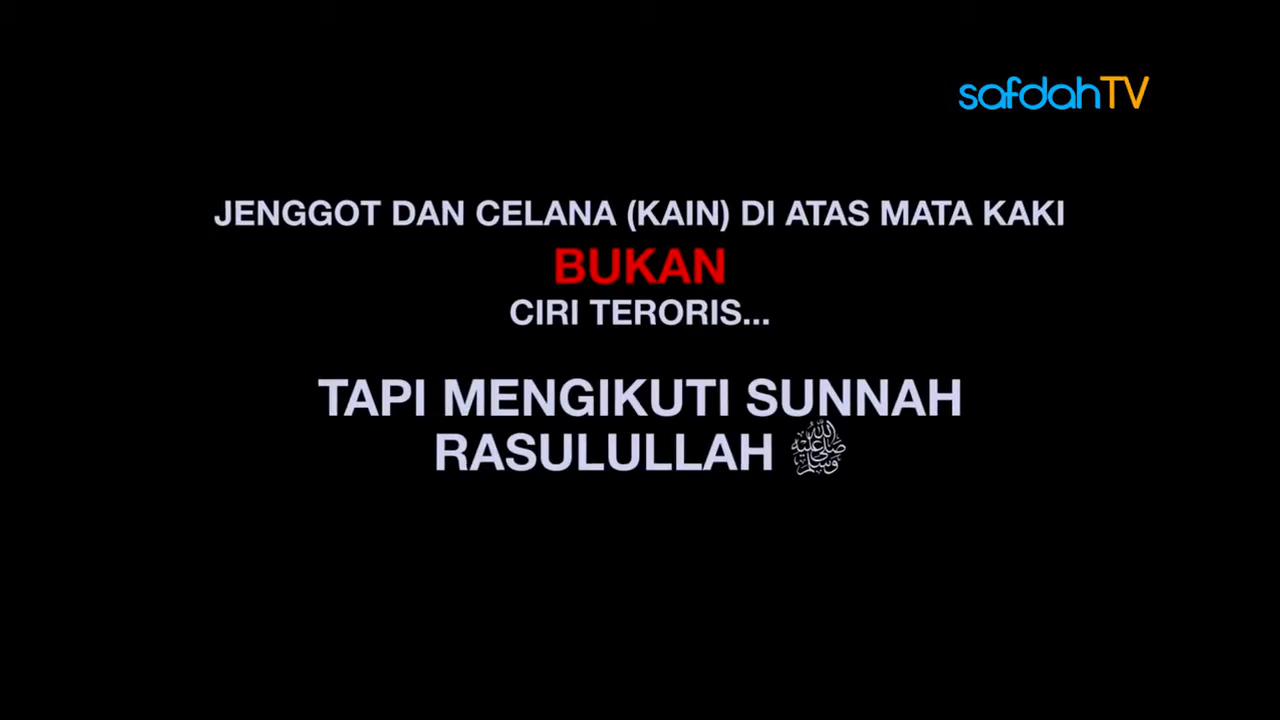 safdahTV
JENGGOT DAN CELANA (KAIN) DI ATAS MATA KAKI
BUKAN
CIRI TERORIS...
TAPI MENGIKUTI SUNNAH
RASULULLAH ﷺ